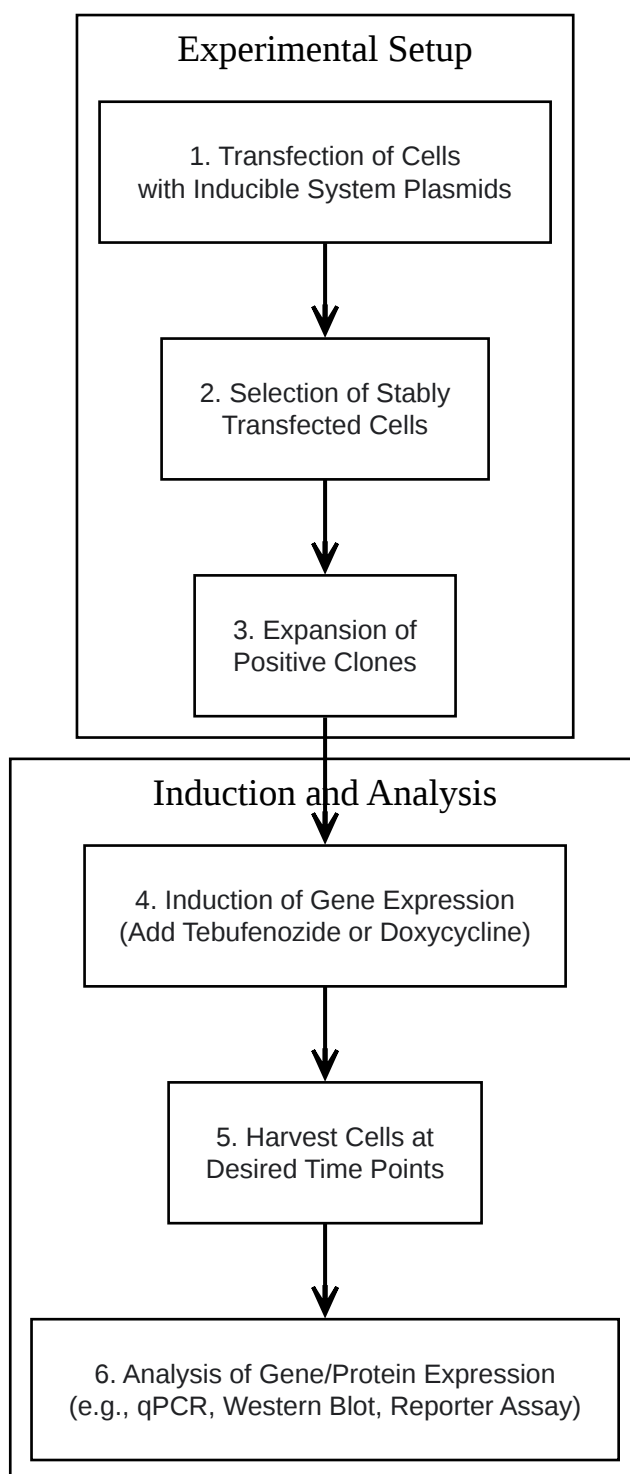 Experimental Setup
1. Transfection of Cells
with Inducible System Plasmids
2. Selection of Stably
Transfected Cells
3. Expansion of
Positive Clones
Induction and Analysis
4. Induction of Gene Expression
(Add Tebufenozide or Doxycycline)
5. Harvest Cells at
Desired Time Points
6. Analysis of Gene/Protein Expression
(e.g., qPCR, Western Blot, Reporter Assay)